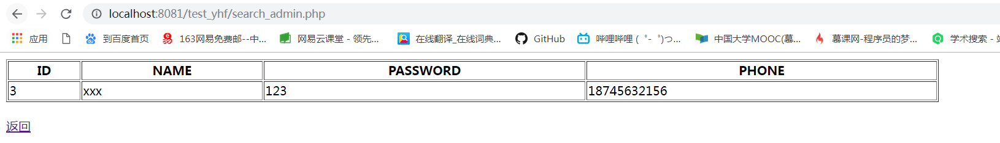 localhost:8081/test_yhf/search_admin.php
应用 到百度首页 163网易免费邮--中... 网易云课堂 - 领先... 在线翻译_在线词典... GitHub 哔哩哔哩 ( ゜- ゜)つ... 中国大学MOOC(慕... 慕课网-程序员的梦... 学术搜索 -
ID NAME PASSWORD PHONE
3 xxx 123 18745632156
返回